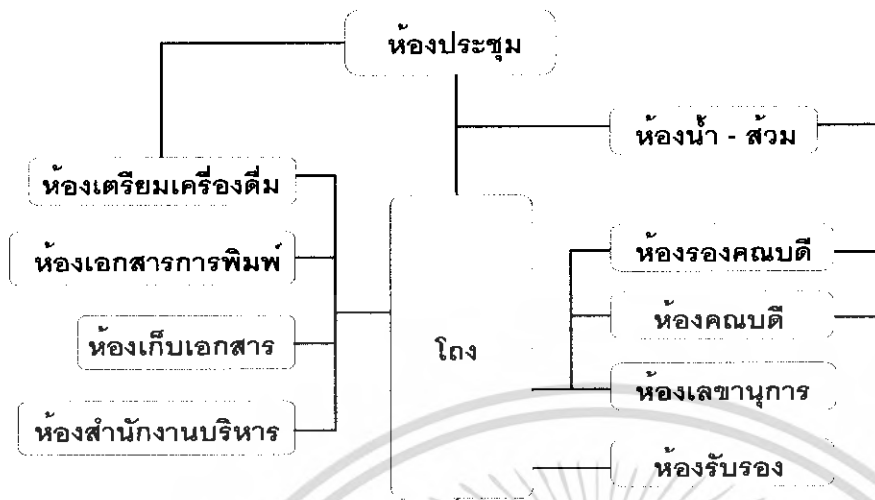 ห้องประชุม
ห้องน้ำ - ส้วม
ห้องเตรียมเครื่องดื่ม
ห้องเอกสารการพิมพ์
ห้องเก็บเอกสาร
ห้องสำนักงานบริหาร
โถง
ห้องรองคณบดี
ห้องคณบดี
ห้องเลขานุการ
ห้องรับรอง